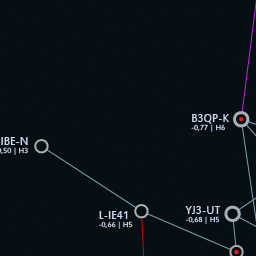 B3QP-K
-0,77 | H6
IBE-N
,50 | H3
YJ3-UT
-0,68 | H5
L-IE41
-0,66 | H5